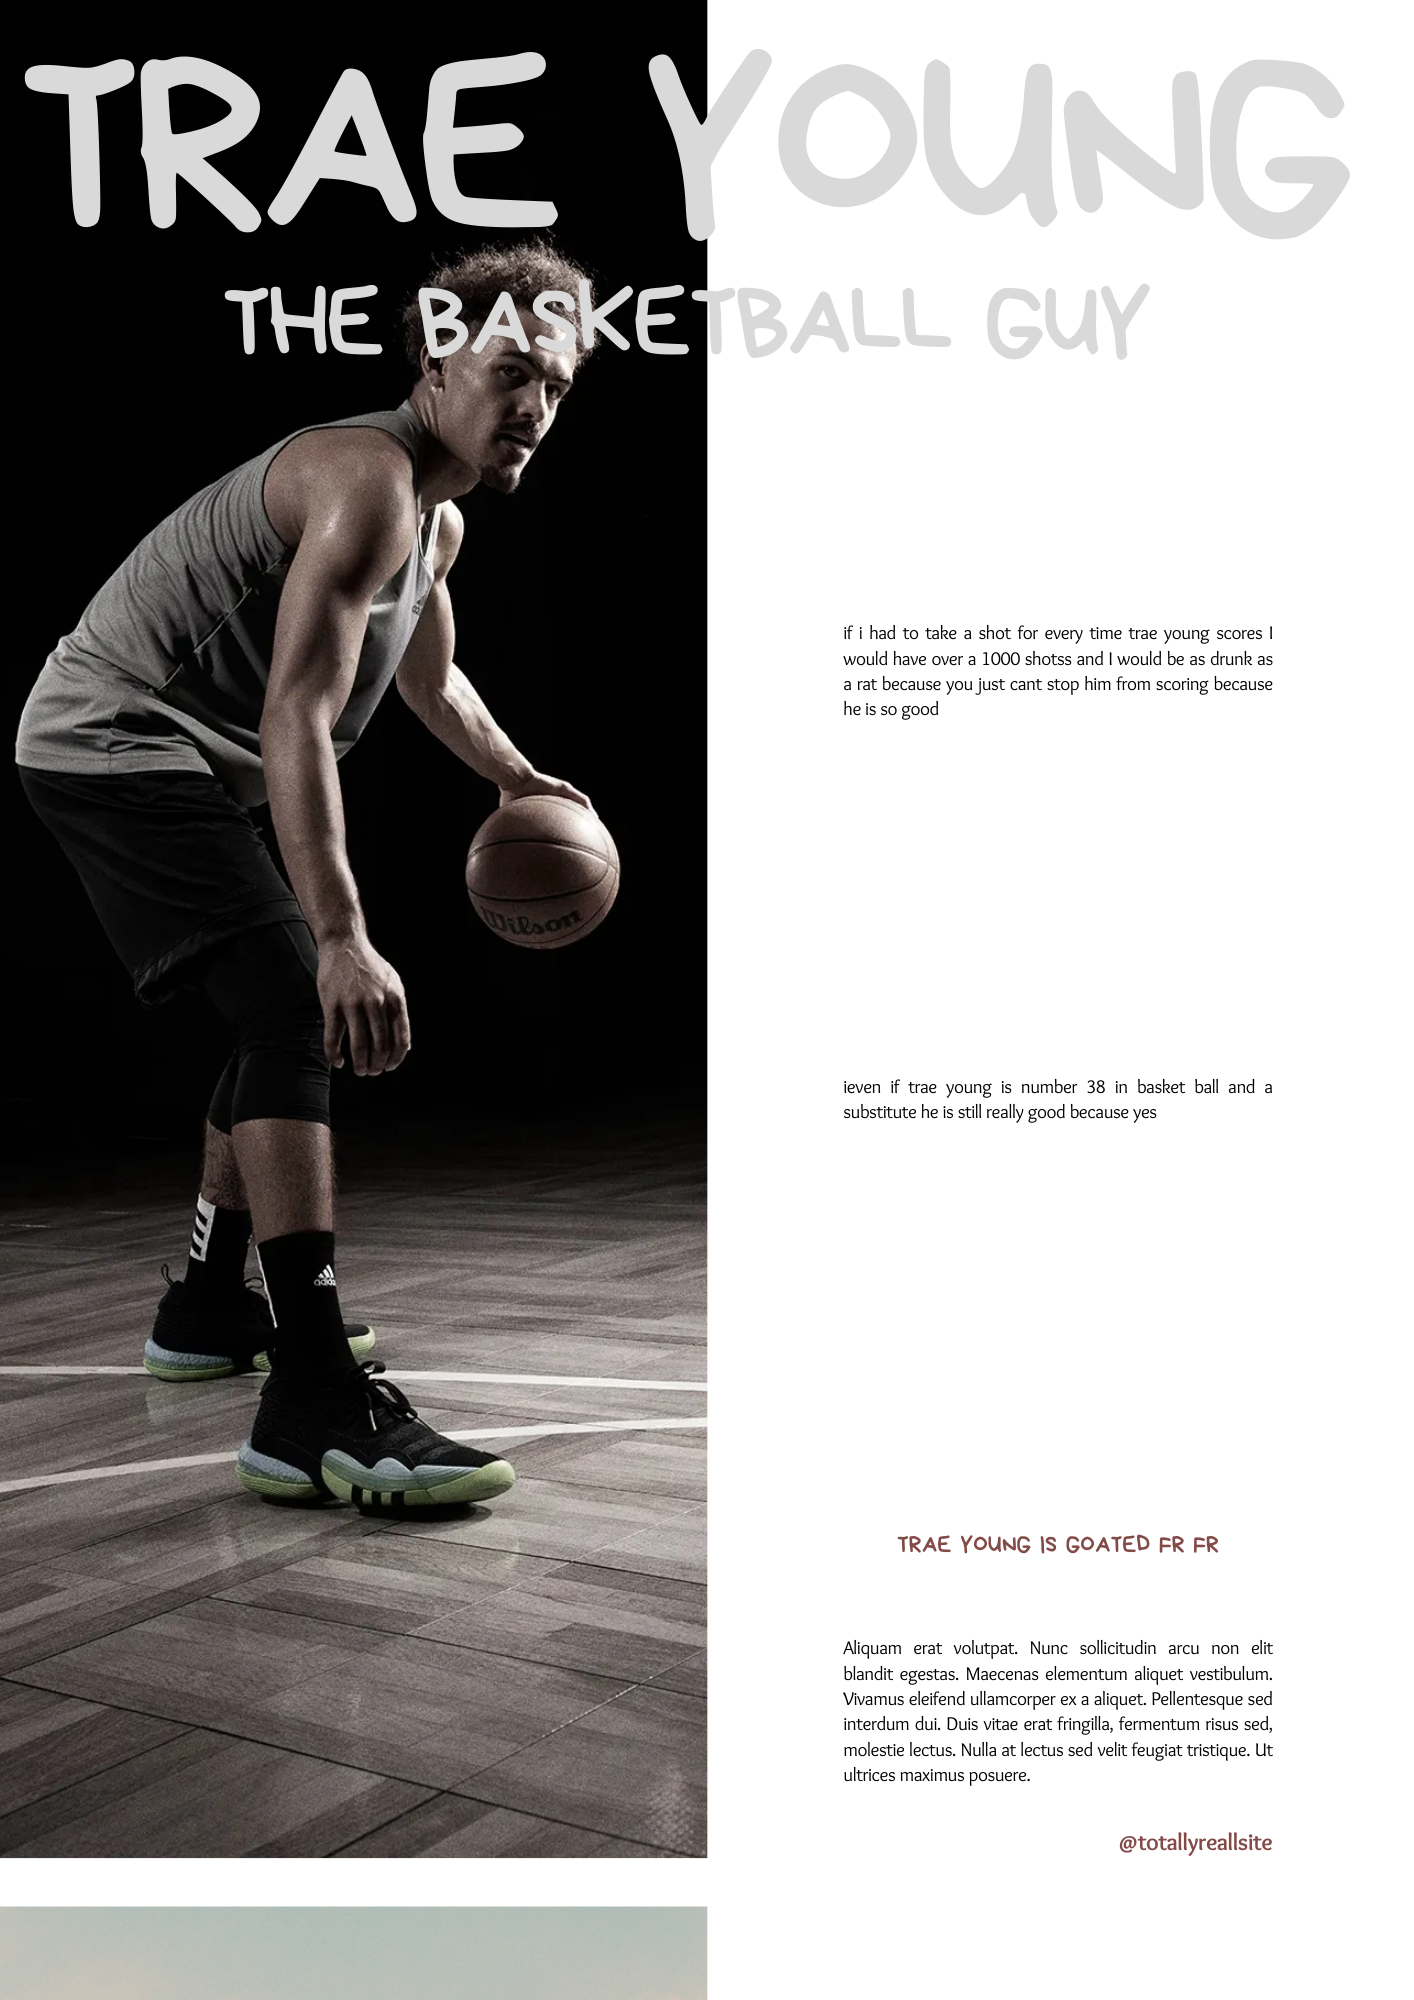 TRAE YOUNG
THE BASKETBALL GUY
if i had to take a shot for every time trae young scores I
would have over a 1000 shotss and I would be as drunk as
a rat because you just cant stop him from scoring because
he is so good
Wilson
ieven if trae young is number 38 in basket ball and a
substitute he is still really good because yes
adidas
TRAE YOUNG IS GOATED FR FR
Aliquam erat volutpat. Nunc sollicitudin arcu non elit
blandit egestas. Maecenas elementum aliquet vestibulum.
Vivamus eleifend ullamcorper ex a aliquet. Pellentesque sed
interdum dui. Duis vitae erat fringilla, fermentum risus sed,
molestie lectus. Nulla at lectus sed velit feugiat tristique. Ut
ultrices maximus posuere.
@totallyreallsite